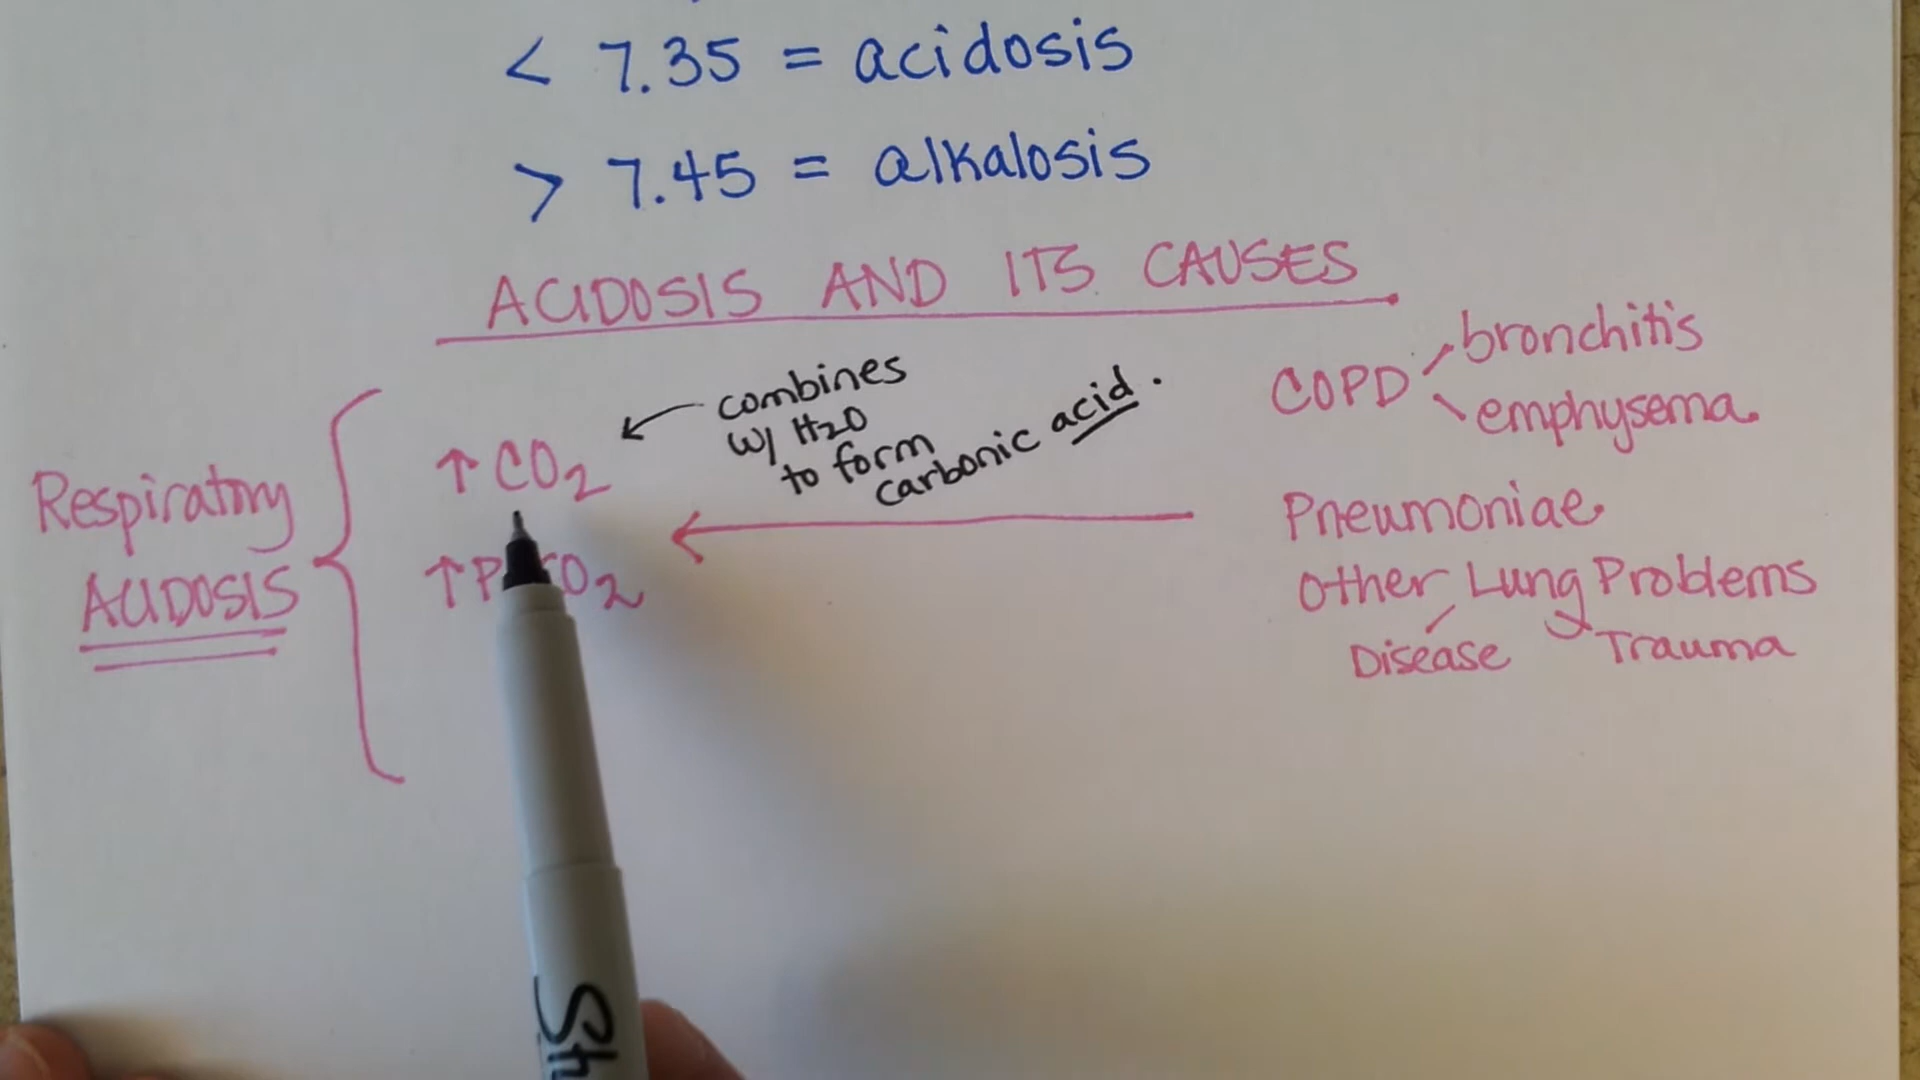 < 7.35 = acidosis
> 7.45 = alkalosis
ACIDOSIS AND ITS CAUSES
Respiratory
ACIDOSIS
↑ CO2
combines
w/ H2O
to form
carbonic acid.
COPD
bronchitis
emphysema
Pneumoniae
Other Lung Problems
Disease
Trauma